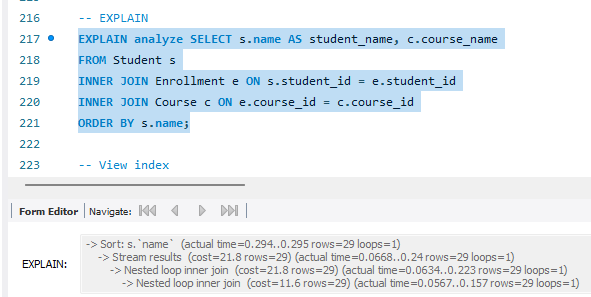 216 -- EXPLAIN
217 EXPLAIN analyze SELECT s.name AS student_name, c.course_name
218 FROM Student s
219 INNER JOIN Enrollment e ON s.student_id = e.student_id
220 INNER JOIN Course c ON e.course_id = c.course_id
221 ORDER BY s.name;
222
223 -- View index
Form Editor Navigate:
EXPLAIN:
-> Sort: s.`name` (actual time=0.294..0.295 rows=29 loops=1)
-> Stream results (cost=21.8 rows=29) (actual time=0.0668..0.24 rows=29 loops=1)
-> Nested loop inner join (cost=21.8 rows=29) (actual time=0.0634..0.223 rows=29 loops=1)
-> Nested loop inner join (cost=11.6 rows=29) (actual time=0.0567..0.157 rows=29 loops=1)